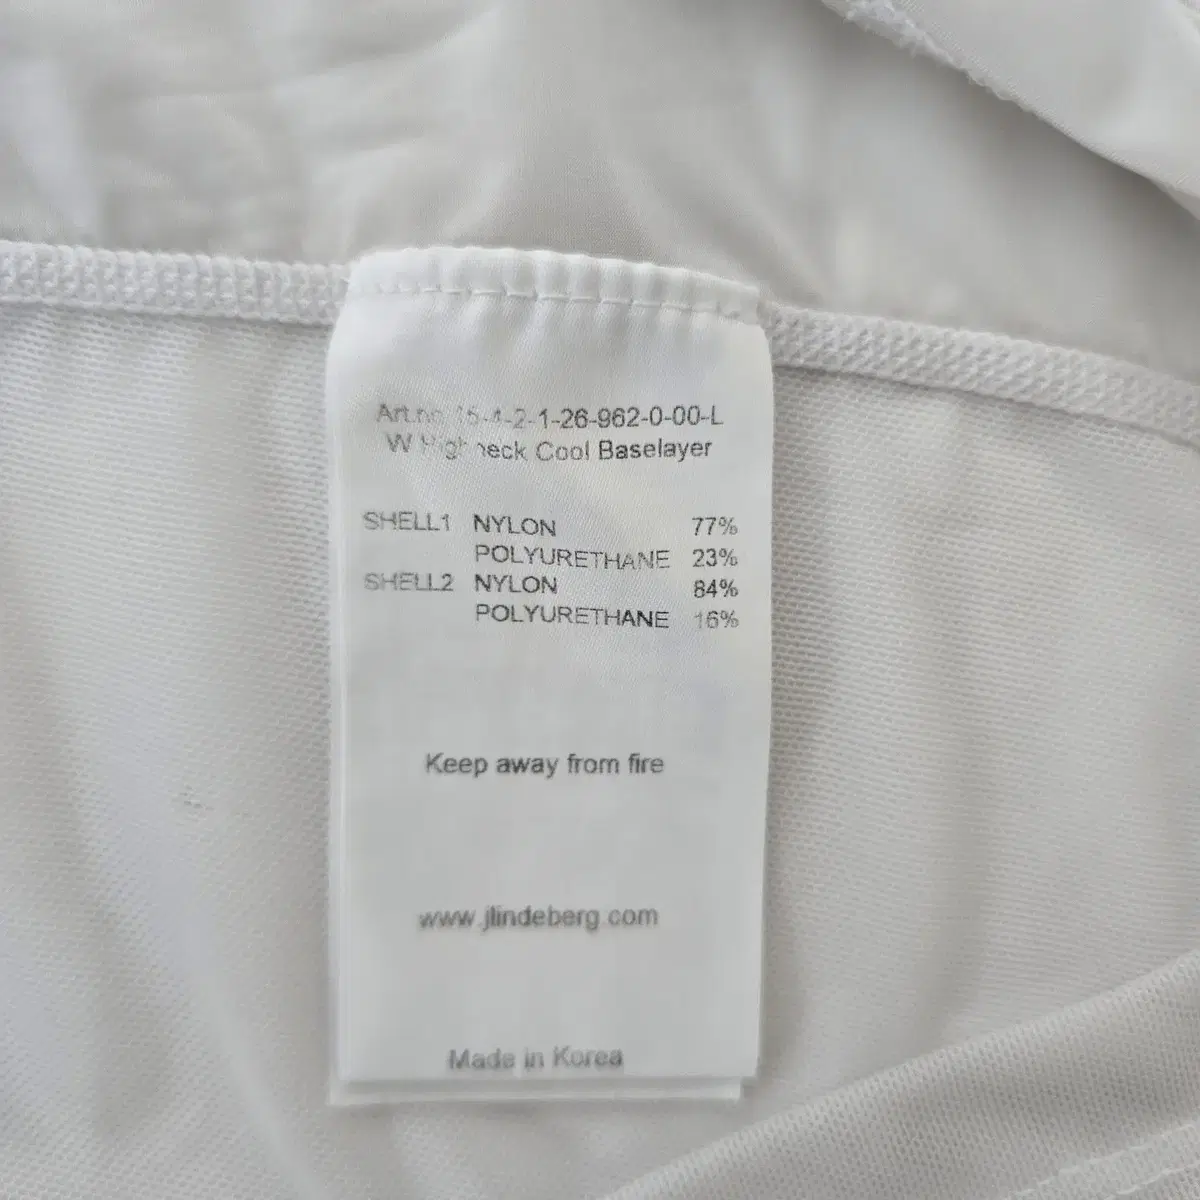 Art.no 15-4-2-1-26-962-0-00-L
W Highneck Cool Baselayer
SHELL1 NYLON 77%
POLYURETHANE 23%
SHELL2 NYLON 84%
POLYURETHANE 16%
Keep away from fire
www.jlindeberg.com
Made in Korea